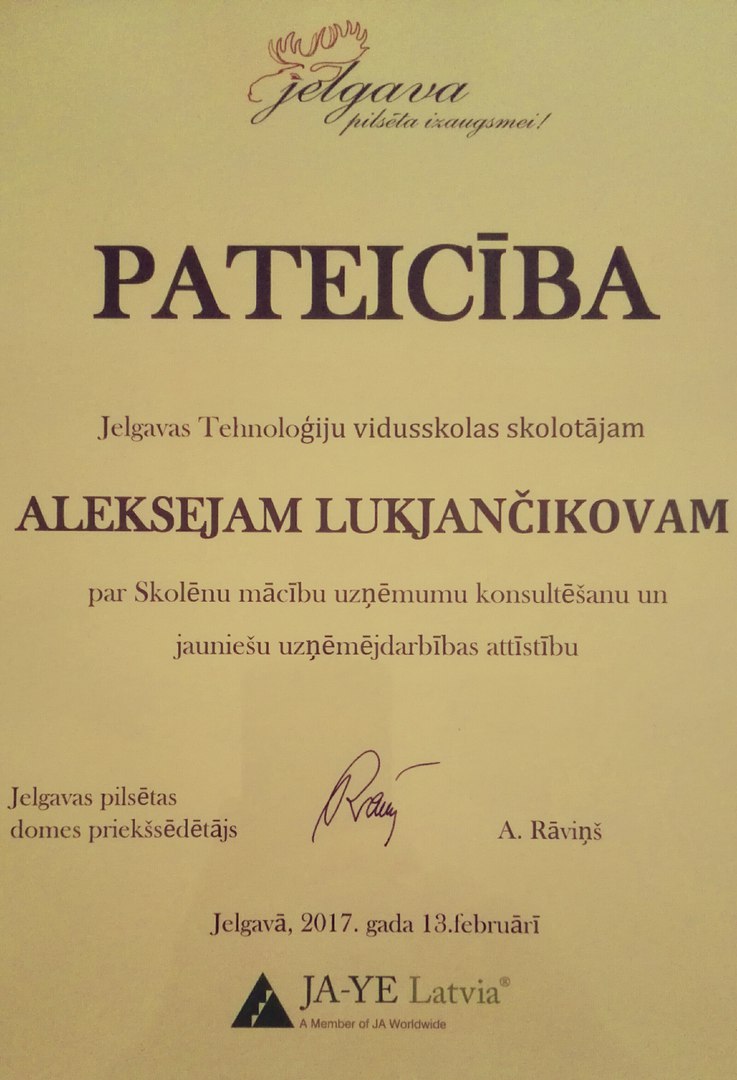 jelgava
pilsēta izaugsmei!
PATEICĪBA
Jelgavas Tehnoloģiju vidusskolas skolotājam
ALEKSEJAM LUKJANČIKOVAM
par Skolēnu mācību uzņēmumu konsultēšanu un
jauniešu uzņēmējdarbības attīstību
Jelgavas pilsētas
domes priekšsēdētājs
A. Rāviņš
Jelgavā, 2017. gada 13.februārī
JA-YE Latvia®
A Member of JA Worldwide